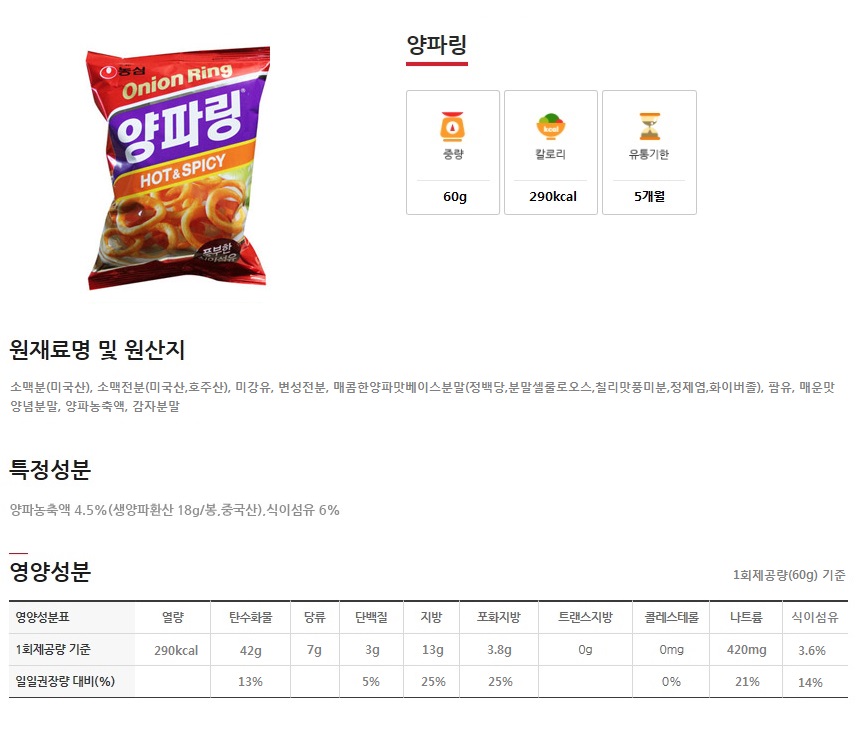 농심
Onion Ring
양파링
HOT&SPICY
풍부한
식이섬유
양파링
kcal
중량
칼로리
유통기한
60g
290kcal
5개월
원재료명 및 원산지
소맥분(미국산), 소맥전분(미국산,호주산), 미강유, 변성전분, 매콤한양파맛베이스분말(정백당,분말셀룰로오스,칠리맛풍미분,정제염,화이버졸), 팜유, 매운맛
양념분말, 양파농축액, 감자분말
특정성분
양파농축액 4.5%(생양파환산 18g/봉,중국산),식이섬유 6%
영양성분
1회제공량(60g) 기준
영양성분표 열량 탄수화물 당류 단백질 지방 포화지방 트랜스지방 콜레스테롤 나트륨 식이섬유
1회제공량 기준 290kcal 42g 7g 3g 13g 3.8g 0g 0mg 420mg 3.6%
일일권장량 대비(%) 13% 5% 25% 25% 0% 21% 14%